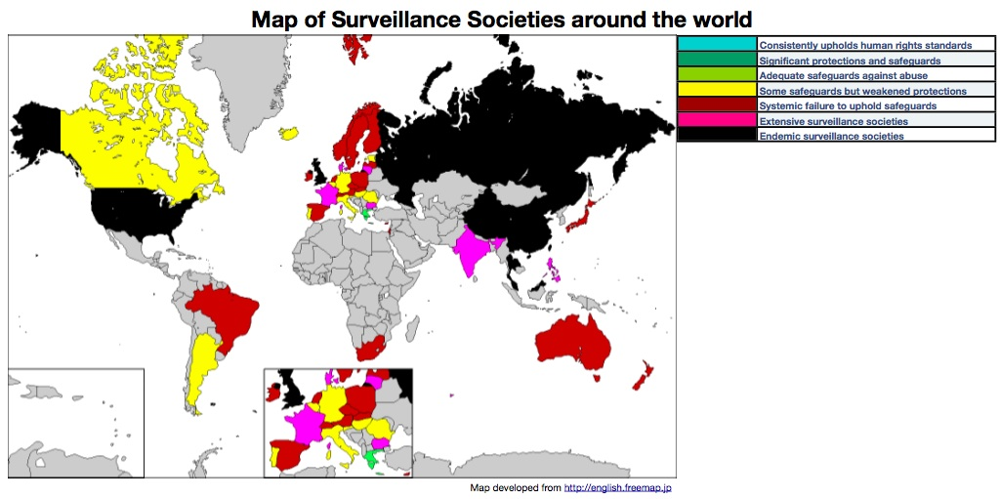 Map of Surveillance Societies around the world
Consistently upholds human rights standards
Significant protections and safeguards
Adequate safeguards against abuse
Some safeguards but weakened protections
Systemic failure to uphold safeguards
Extensive surveillance societies
Endemic surveillance societies
Map developed from http://english.freemap.jp